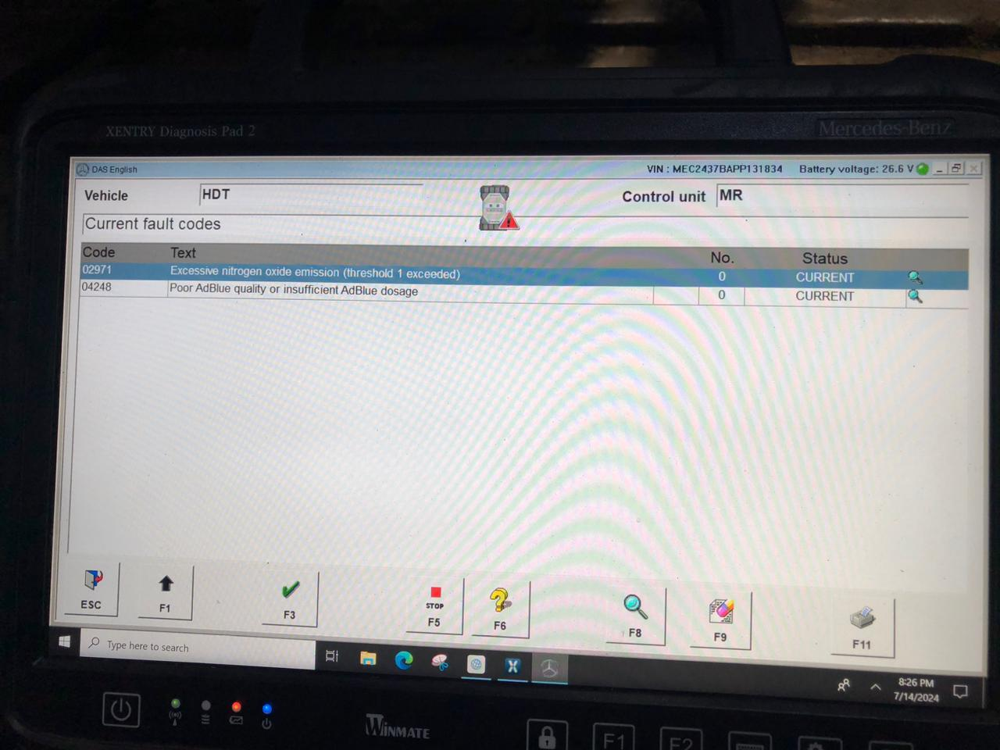 XENTRY Diagnosis Pad 2
Mercedes-Benz
DAS English
VIN : MEC2437BAPP131834 Battery voltage: 26.6 V
Vehicle HDT Control unit MR
Current fault codes
Code Text No. Status
02971 Excessive nitrogen oxide emission (threshold 1 exceeded) 0 CURRENT
04248 Poor AdBlue quality or insufficient AdBlue dosage 0 CURRENT
STOP
ESC F1 F3 F5 F6 F8 F9 F11
Type here to search
8:26 PM
7/14/2024
WINMATE
F1 F2